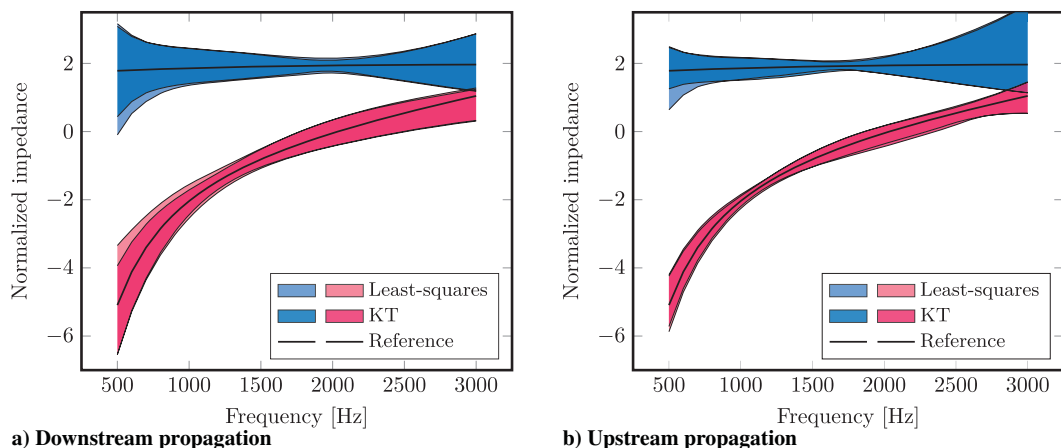 Normalized impedance
2
0
−2
−4
−6
500 1000 1500 2000 2500 3000
Frequency [Hz]
Least-squares
KT
Reference
a) Downstream propagation
Normalized impedance
2
0
−2
−4
−6
500 1000 1500 2000 2500 3000
Frequency [Hz]
Least-squares
KT
Reference
b) Upstream propagation